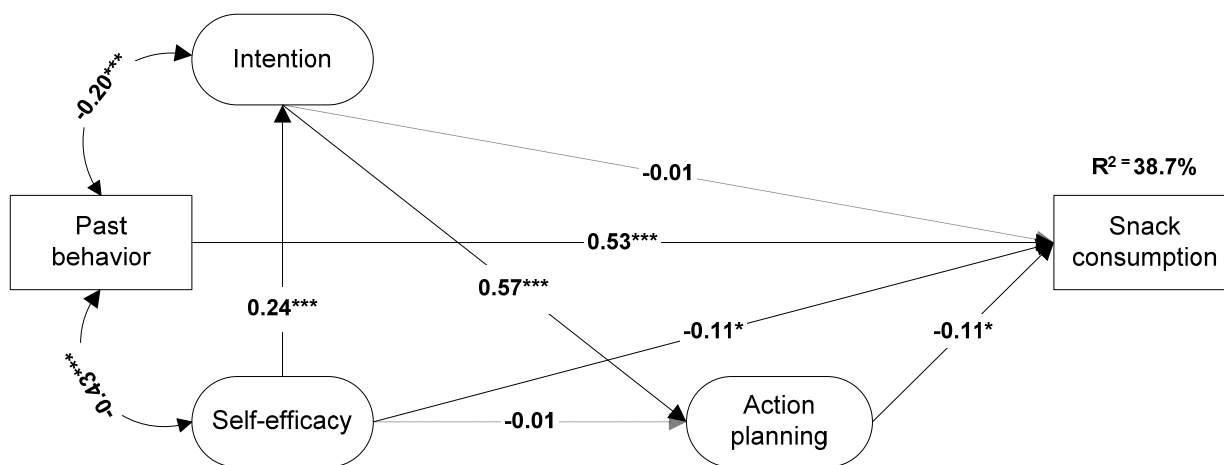 Intention
-0.20***
-0.01
R² = 38.7%
Past
behavior
0.53***
Snack
consumption
0.57***
0.24***
-0.11*
-0.11*
-0.43***
Self-efficacy
-0.01
Action
planning